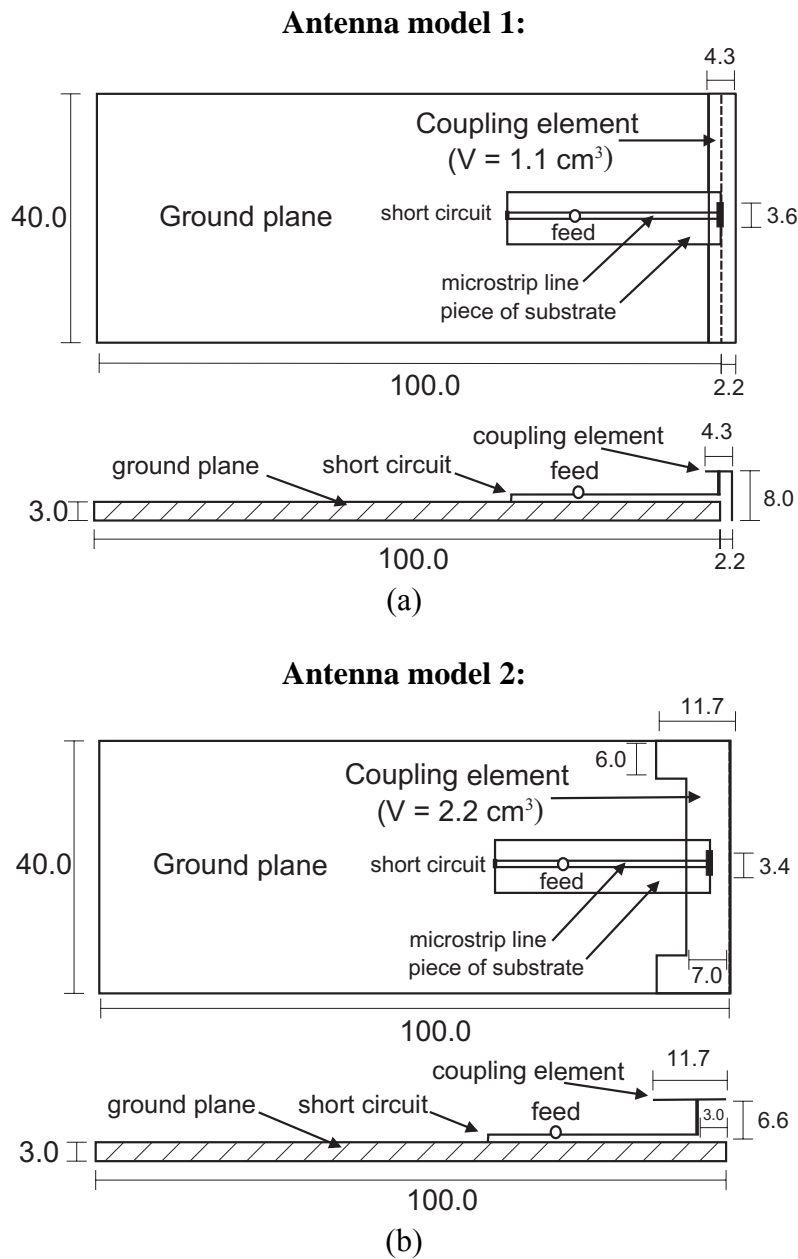 Antenna model 1:
4.3
Coupling element
(V = 1.1 cm³)
40.0
Ground plane
short circuit
feed
3.6
microstrip line
piece of substrate
100.0
2.2
coupling element
4.3
ground plane
short circuit
feed
3.0
8.0
100.0
2.2
(a)
Antenna model 2:
11.7
6.0
Coupling element
(V = 2.2 cm³)
40.0
Ground plane
short circuit
feed
3.4
microstrip line
piece of substrate
7.0
100.0
11.7
coupling element
ground plane
short circuit
feed
3.0
6.6
3.0
100.0
(b)